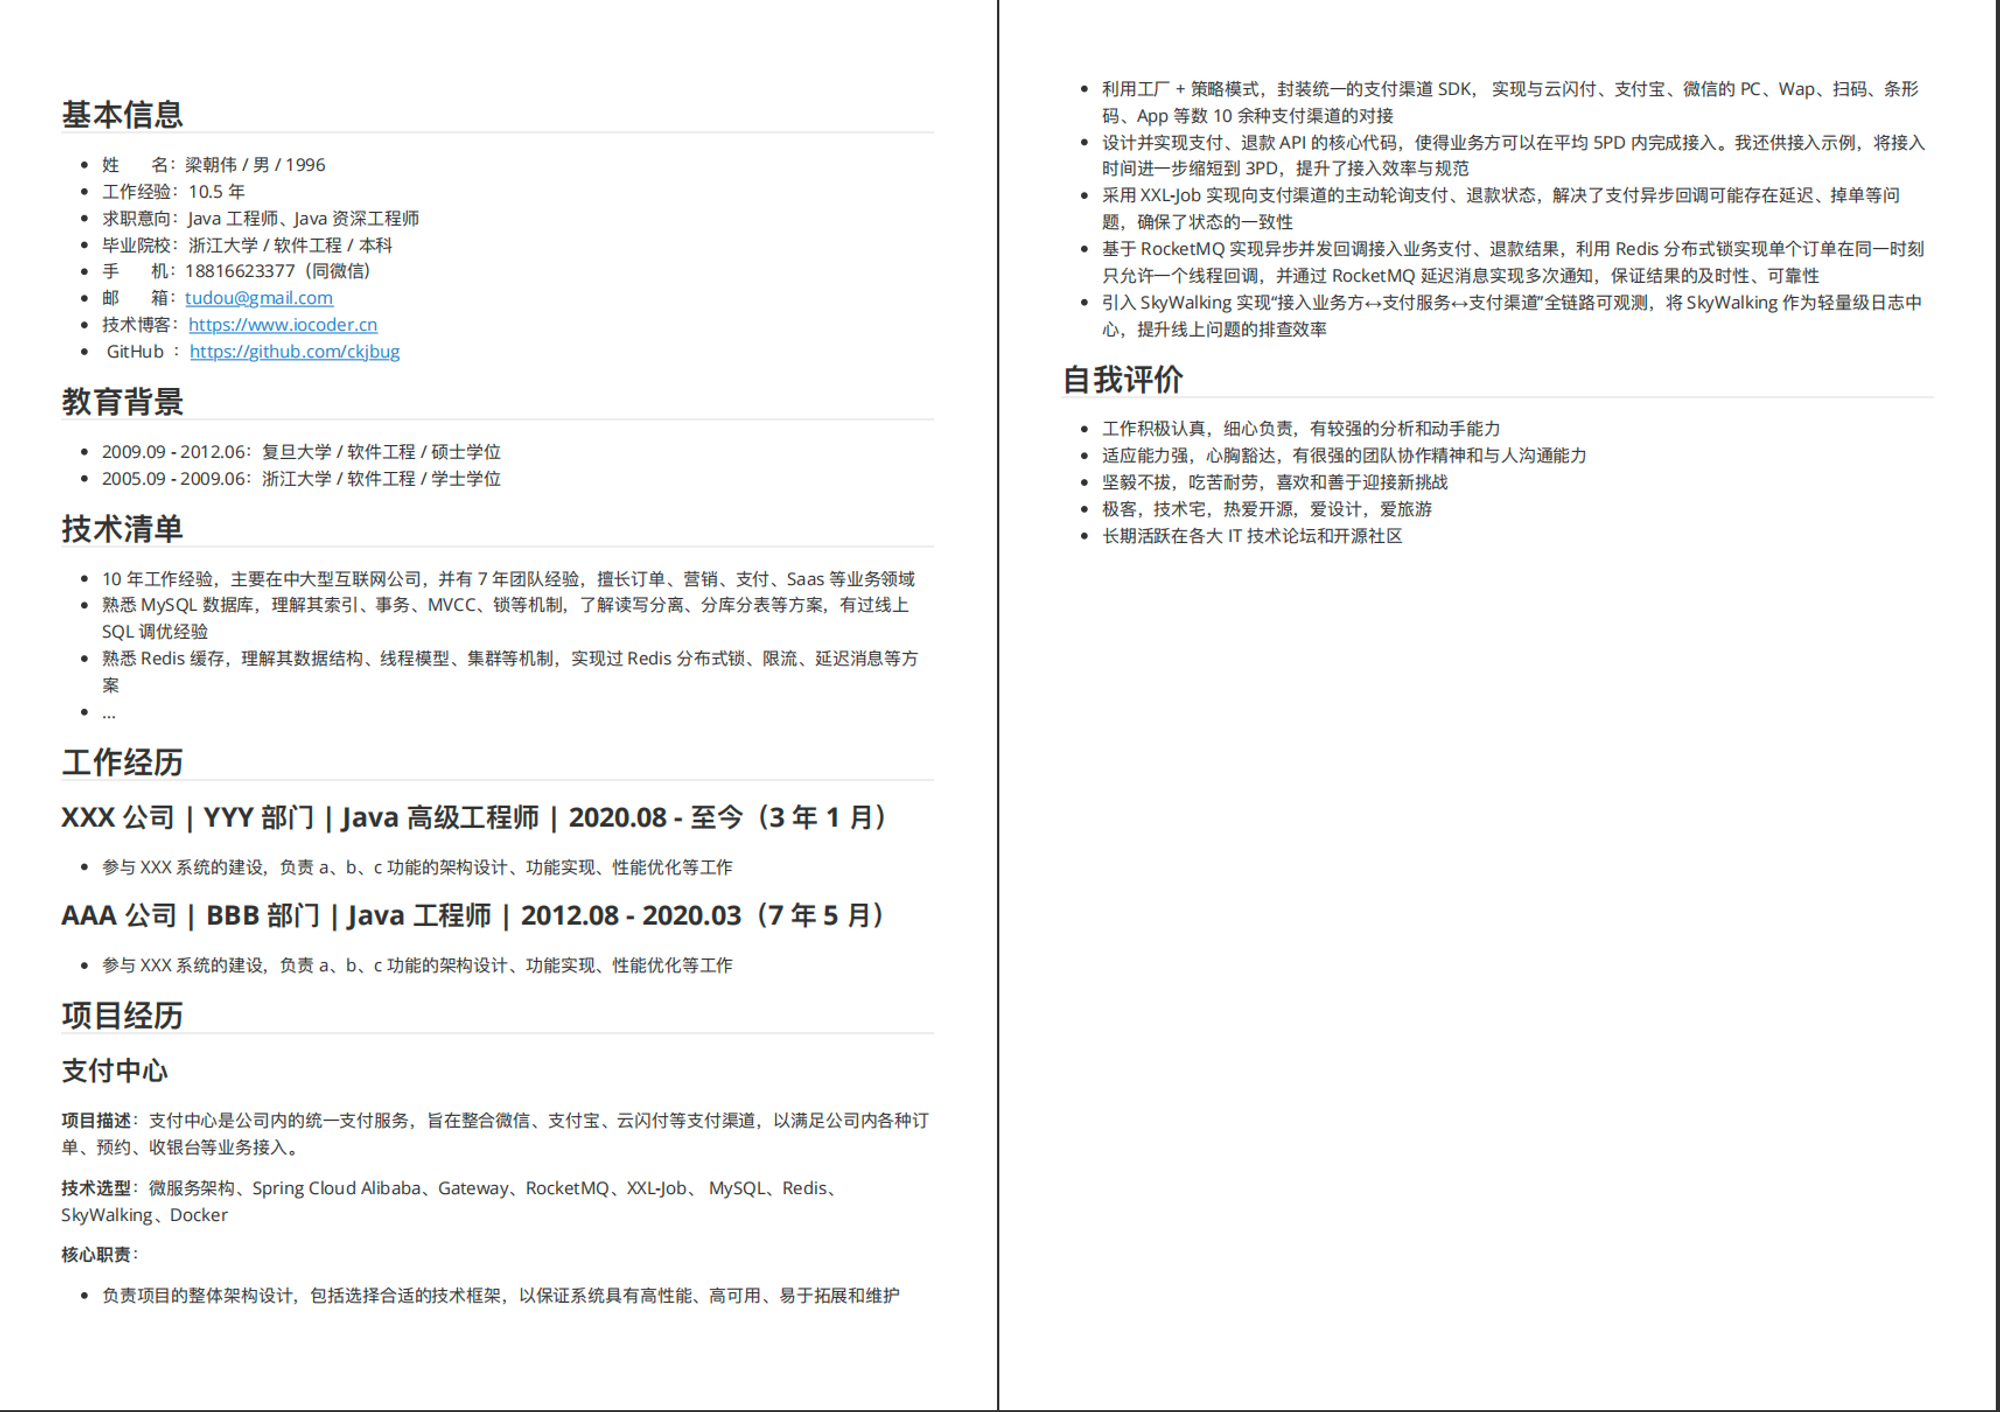 基本信息
姓 名：梁朝伟 / 男 / 1996
工作经验：10.5 年
求职意向：Java 工程师、Java 资深工程师
毕业院校：浙江大学 / 软件工程 / 本科
手 机：18816623377（同微信）
邮 箱：tudou@gmail.com
技术博客：https://www.iocoder.cn
GitHub ：https://github.com/ckjbug
教育背景
2009.09 - 2012.06：复旦大学 / 软件工程 / 硕士学位
2005.09 - 2009.06：浙江大学 / 软件工程 / 学士学位
技术清单
10 年工作经验，主要在中大型互联网公司，并有 7 年团队经验，擅长订单、营销、支付、Saas 等业务领域
熟悉 MySQL 数据库，理解其索引、事务、MVCC、锁等机制，了解读写分离、分库分表等方案，有过线上
SQL 调优经验
熟悉 Redis 缓存，理解其数据结构、线程模型、集群等机制，实现过 Redis 分布式锁、限流、延迟消息等方
案
...
工作经历
XXX 公司 | YYY 部门 | Java 高级工程师 | 2020.08 - 至今（3 年 1 月）
参与 XXX 系统的建设，负责 a、b、c 功能的架构设计、功能实现、性能优化等工作
AAA 公司 | BBB 部门 | Java 工程师 | 2012.08 - 2020.03（7 年 5 月）
参与 XXX 系统的建设，负责 a、b、c 功能的架构设计、功能实现、性能优化等工作
项目经历
支付中心
项目描述：支付中心是公司内的统一支付服务，旨在整合微信、支付宝、云闪付等支付渠道，以满足公司内各种订
单、预约、收银台等业务接入。
技术选型：微服务架构、Spring Cloud Alibaba、Gateway、RocketMQ、XXL-Job、 MySQL、Redis、
SkyWalking、Docker
核心职责：
负责项目的整体架构设计，包括选择合适的技术框架，以保证系统具有高性能、高可用、易于拓展和维护
利用工厂 + 策略模式，封装统一的支付渠道 SDK， 实现与云闪付、支付宝、微信的 PC、Wap、扫码、条形
码、App 等数 10 余种支付渠道的对接
设计并实现支付、退款 API 的核心代码，使得业务方可以在平均 5PD 内完成接入。我还供接入示例，将接入
时间进一步缩短到 3PD，提升了接入效率与规范
采用 XXL-Job 实现向支付渠道的主动轮询支付、退款状态，解决了支付异步回调可能存在延迟、掉单等问
题，确保了状态的一致性
基于 RocketMQ 实现异步并发回调接入业务支付、退款结果，利用 Redis 分布式锁实现单个订单在同一时刻
只允许一个线程回调，并通过 RocketMQ 延迟消息实现多次通知，保证结果的及时性、可靠性
引入 SkyWalking 实现“接入业务方↔支付服务↔支付渠道”全链路可观测，将 SkyWalking 作为轻量级日志中
心，提升线上问题的排查效率
自我评价
工作积极认真，细心负责，有较强的分析和动手能力
适应能力强，心胸豁达，有很强的团队协作精神和与人沟通能力
坚毅不拔，吃苦耐劳，喜欢和善于迎接新挑战
极客，技术宅，热爱开源，爱设计，爱旅游
长期活跃在各大 IT 技术论坛和开源社区